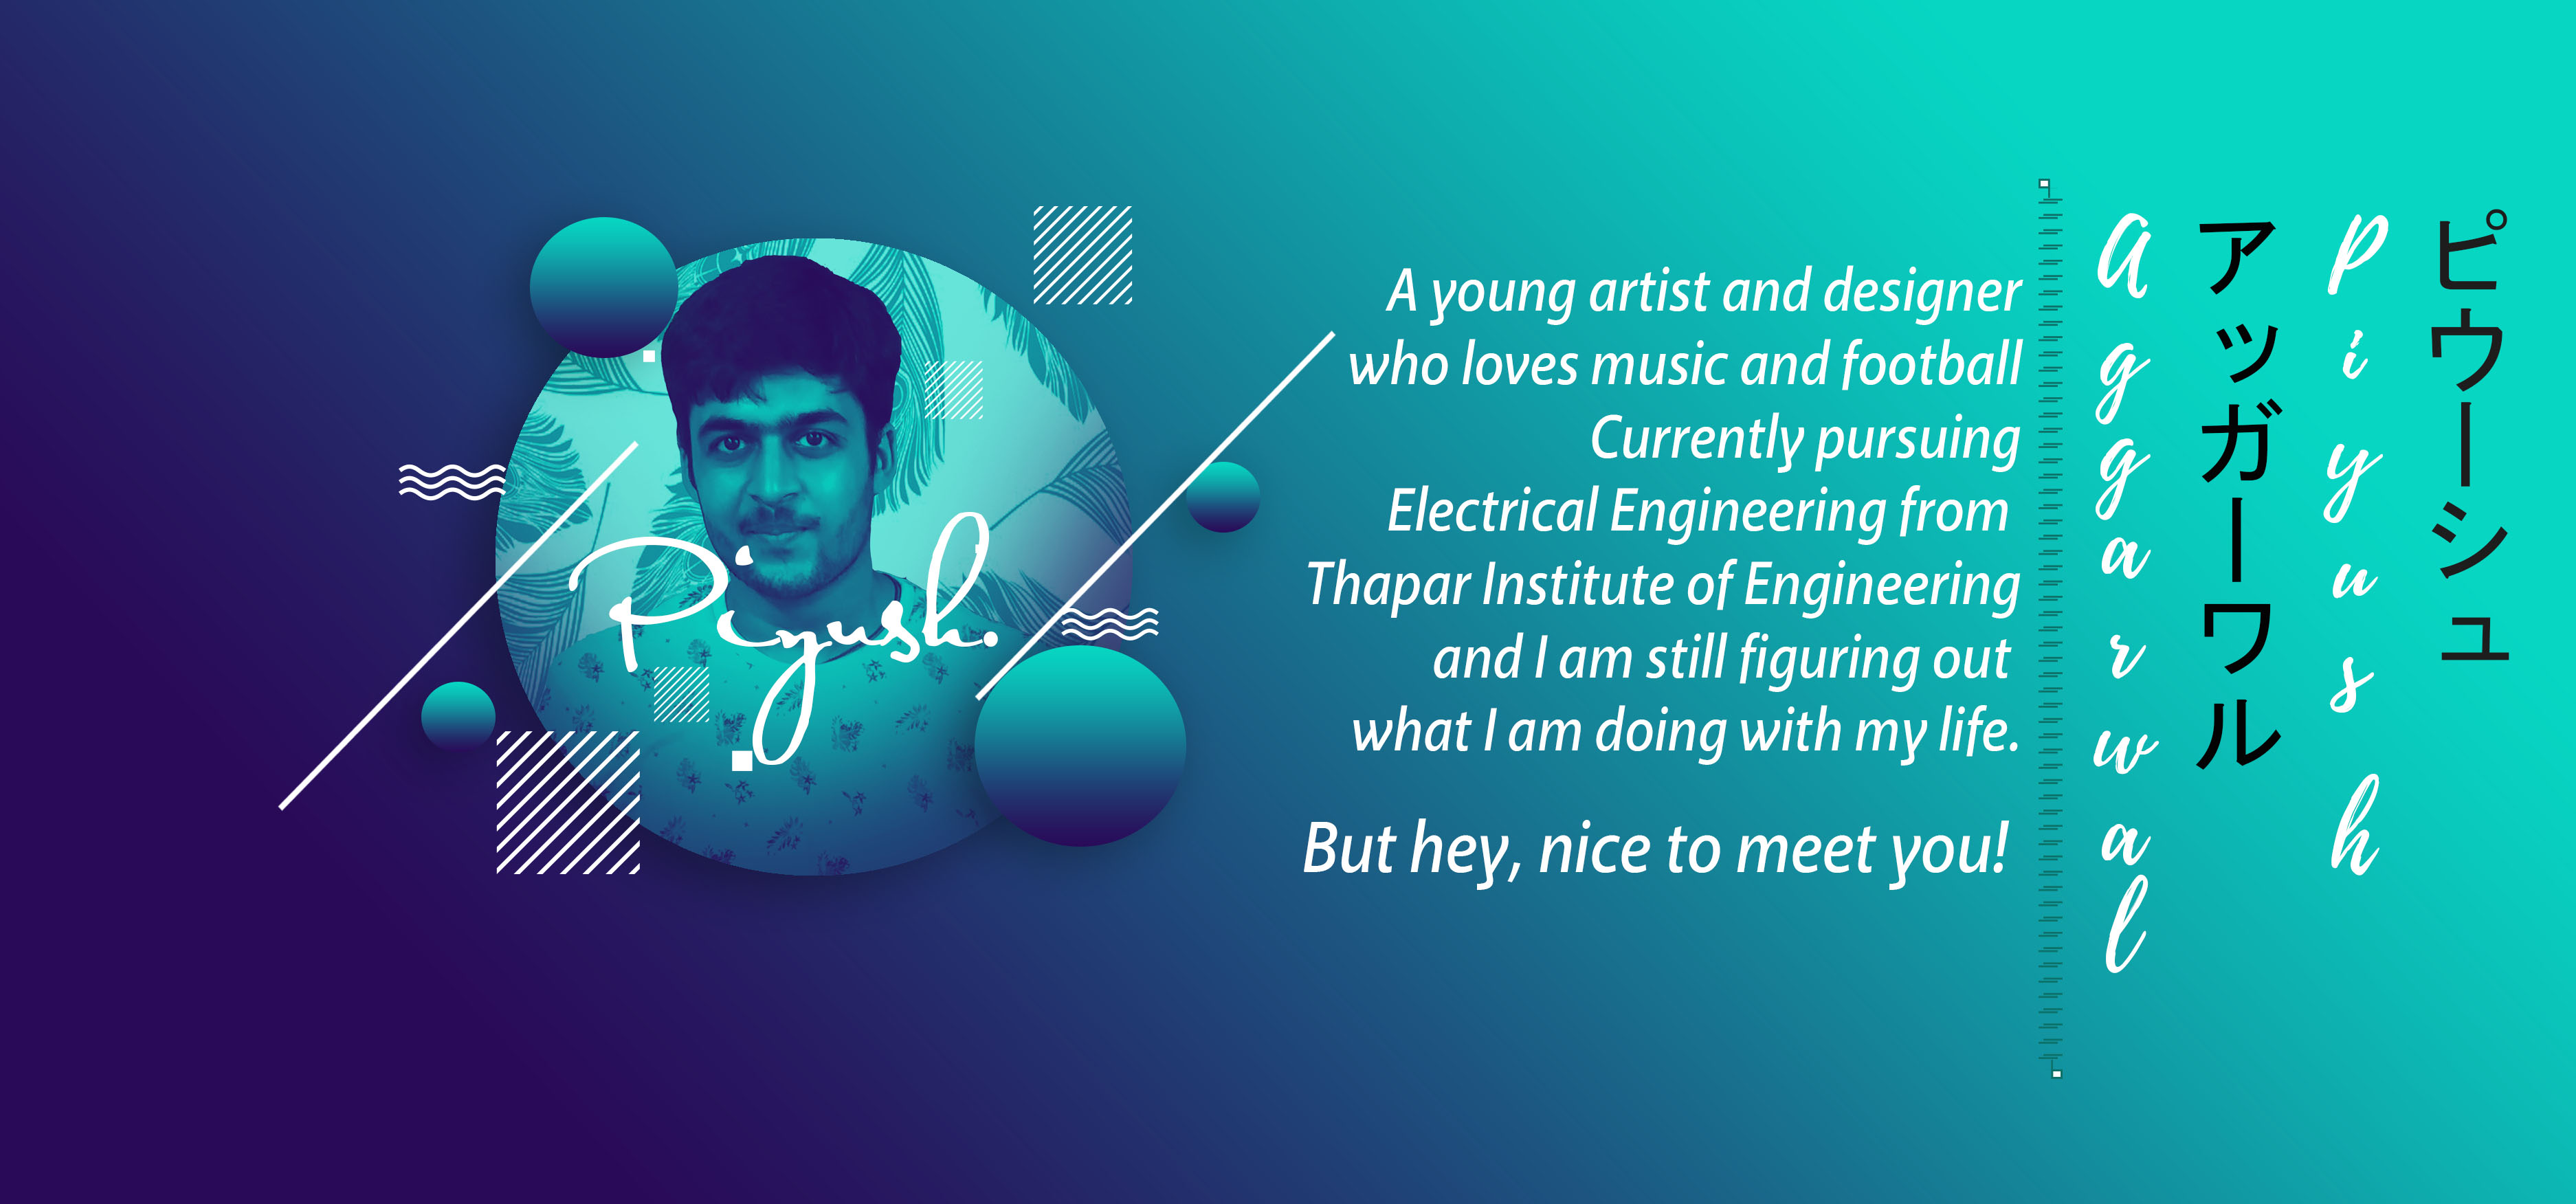 Piyush.
A young artist and designer
who loves music and football
Currently pursuing
Electrical Engineering from
Thapar Institute of Engineering
and I am still figuring out
what I am doing with my life.
But hey, nice to meet you!
ピウーシュ
Piyush
アッガーワル
Aggarwal